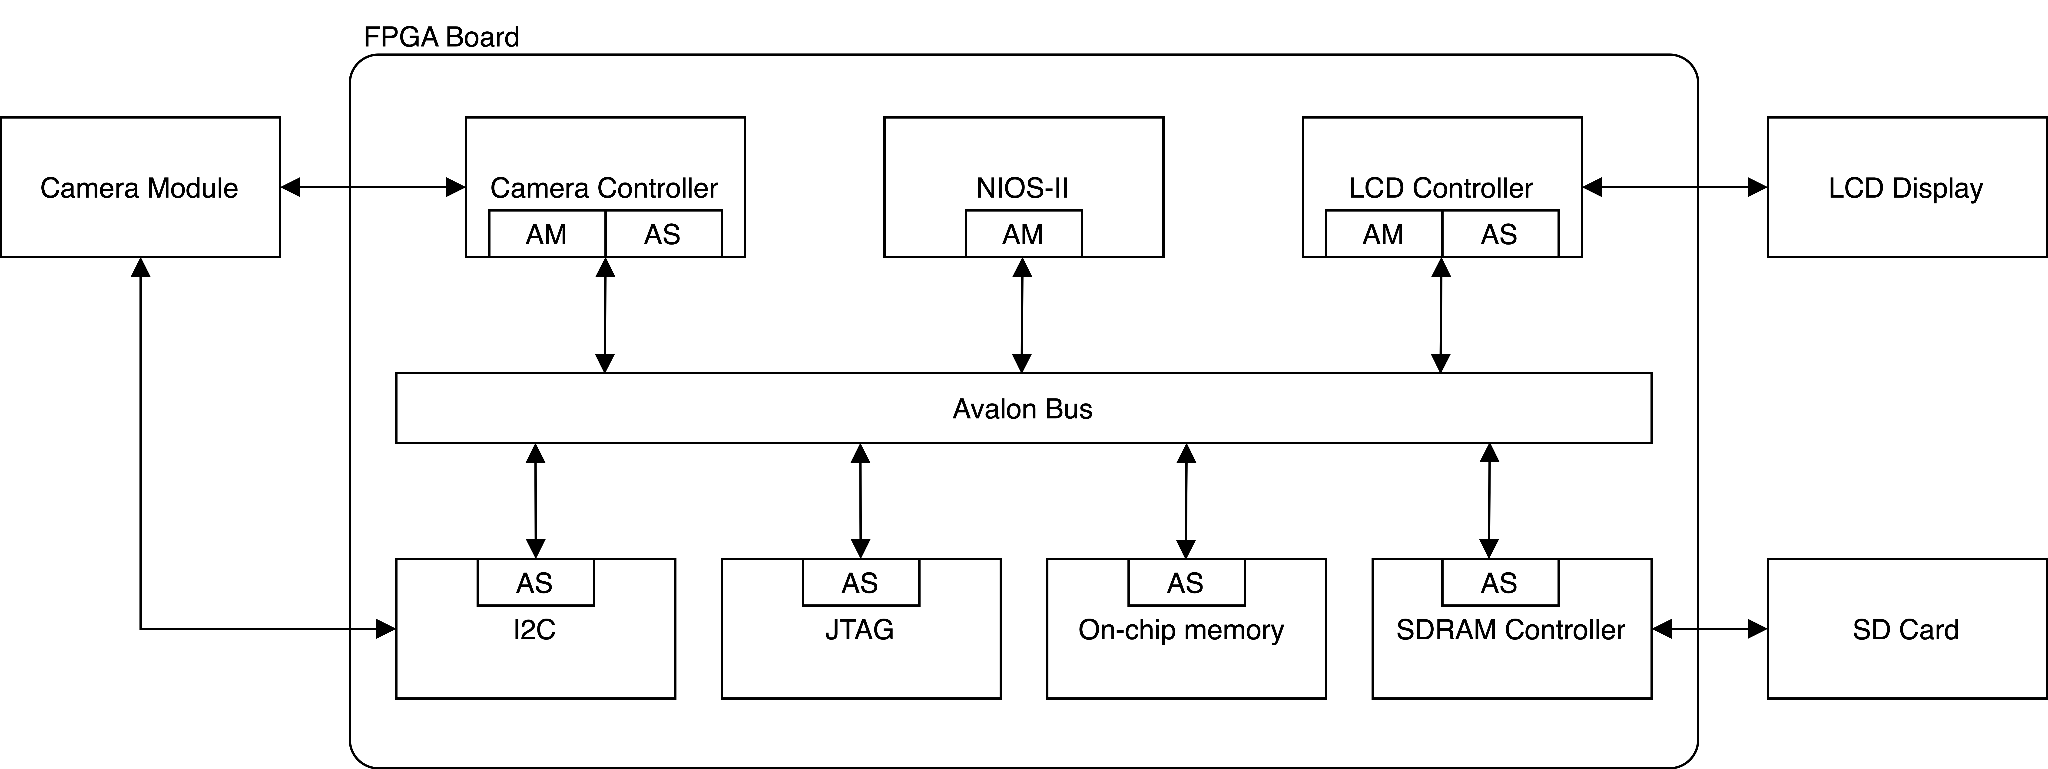 FPGA Board
Camera Module
Camera Controller
AM AS
NIOS-II
AM
LCD Controller
AM AS
LCD Display
Avalon Bus
AS
I2C
AS
JTAG
AS
On-chip memory
AS
SDRAM Controller
SD Card